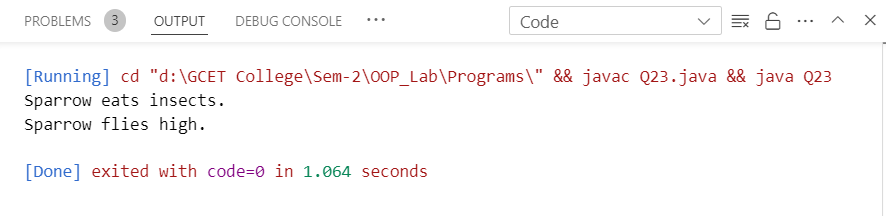 PROBLEMS 3 OUTPUT DEBUG CONSOLE ··· Code ···
[Running] cd "d:\GCET College\Sem-2\OOP_Lab\Programs\" && javac Q23.java && java Q23
Sparrow eats insects.
Sparrow flies high.
[Done] exited with code=0 in 1.064 seconds